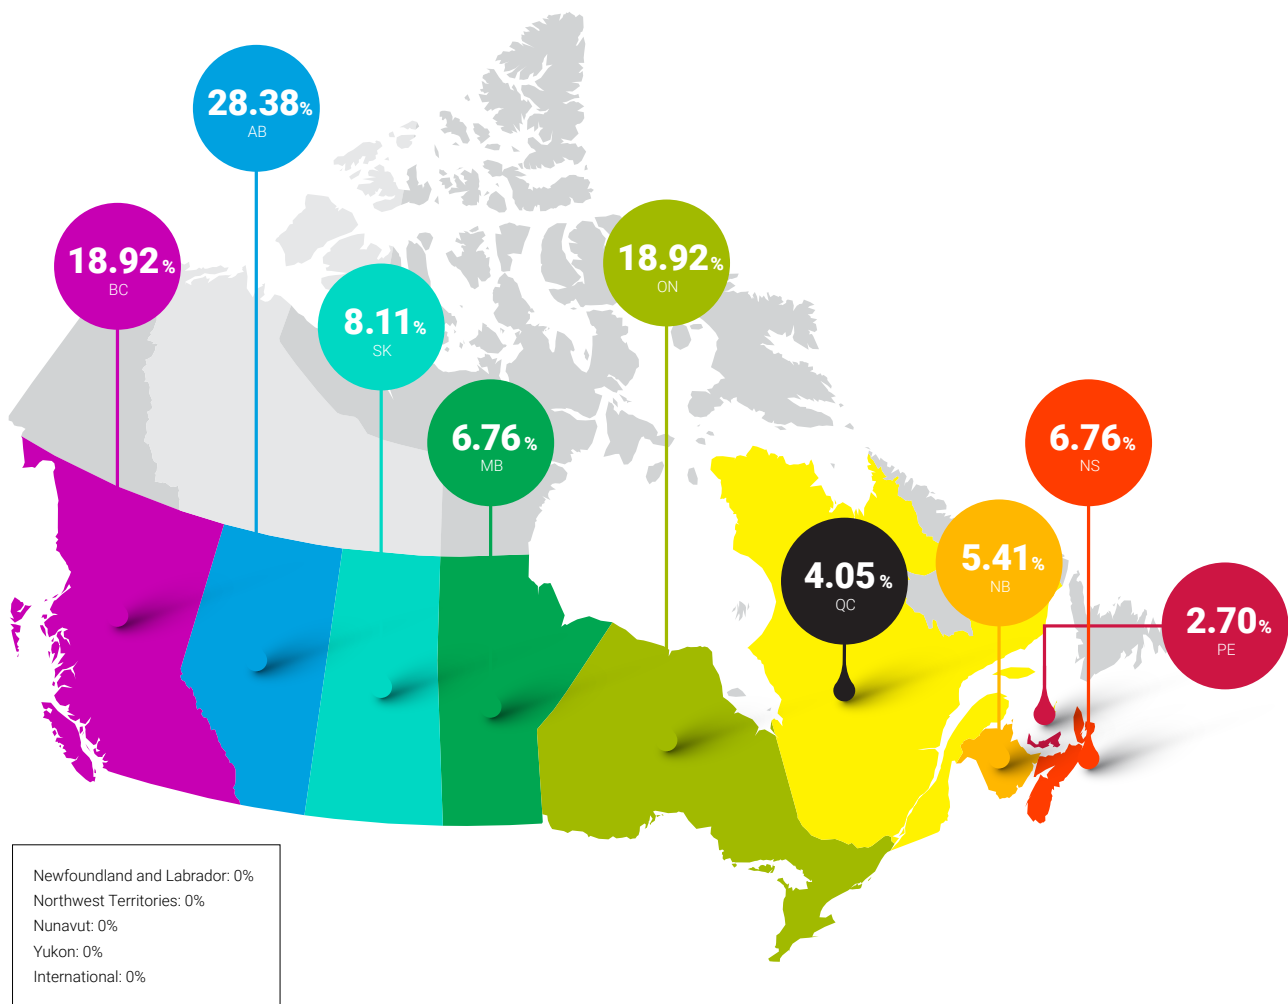 28.38%
AB
18.92%
BC
18.92%
ON
8.11%
SK
6.76%
MB
6.76%
NS
4.05%
QC
5.41%
NB
2.70%
PE
Newfoundland and Labrador: 0%
Northwest Territories: 0%
Nunavut: 0%
Yukon: 0%
International: 0%